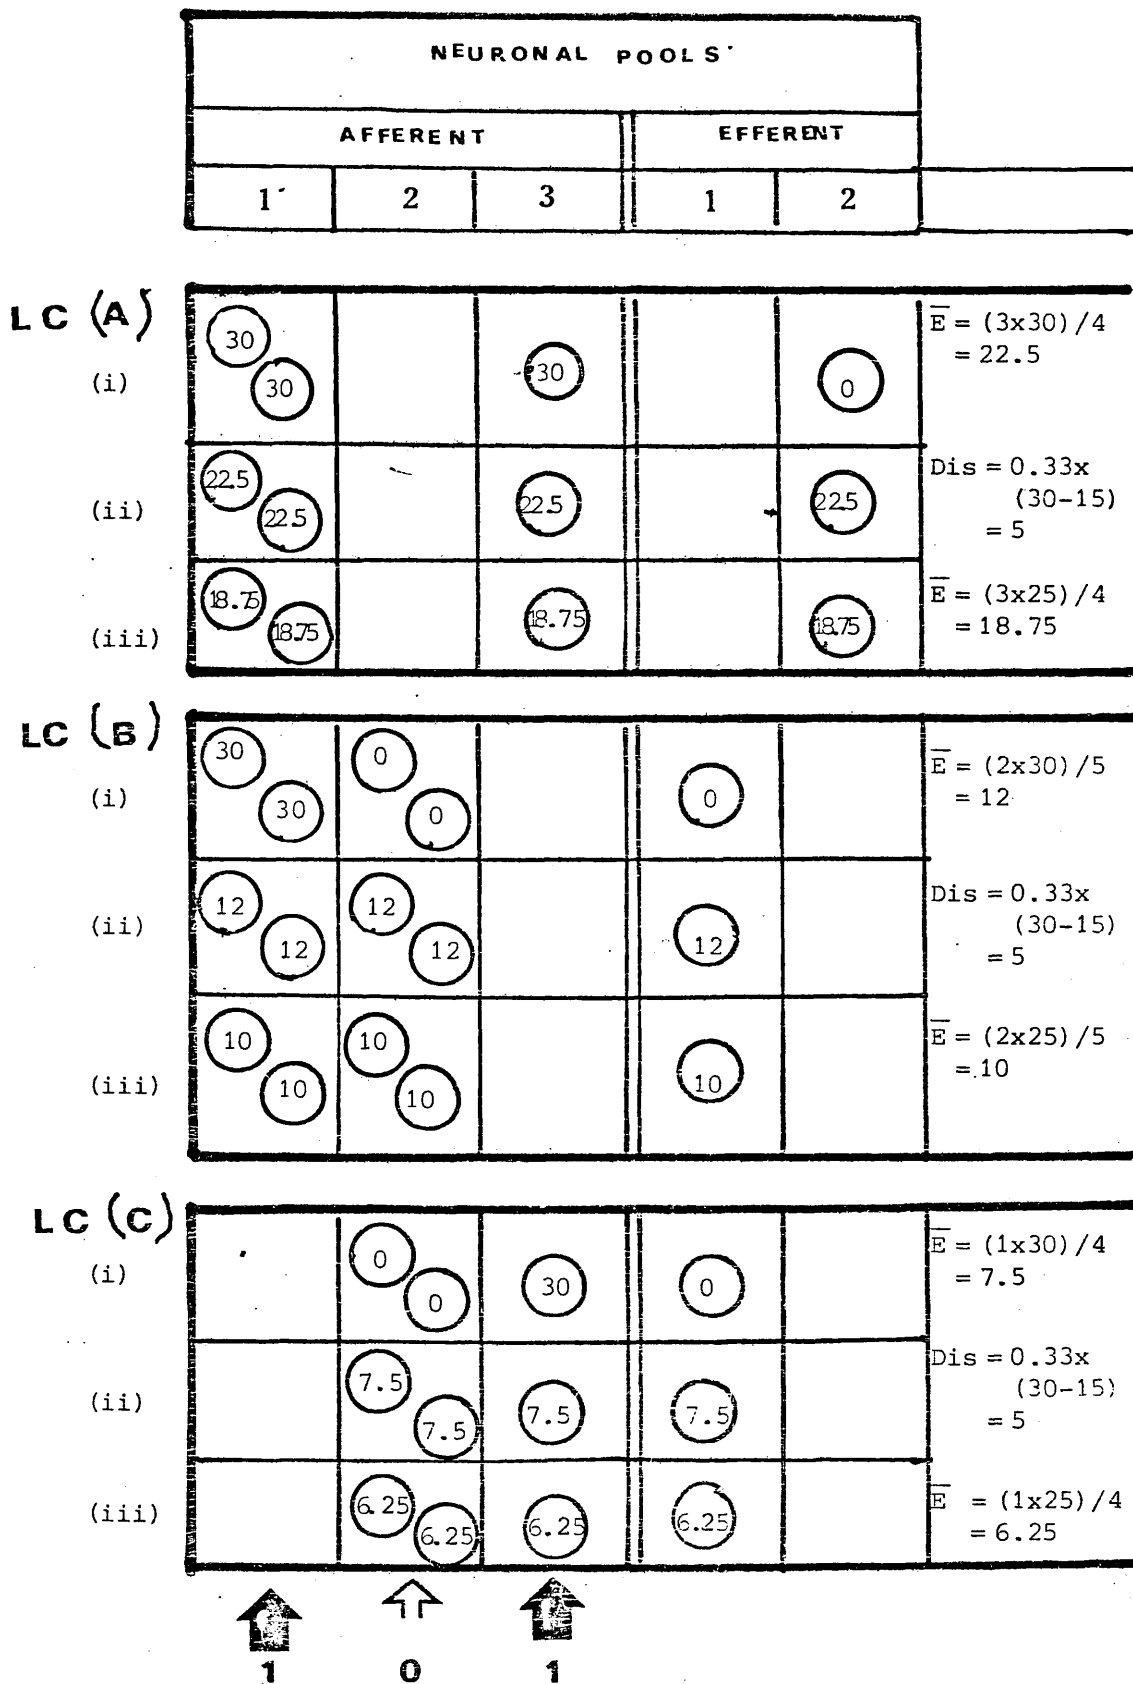 NEURONAL POOLS
AFFERENT EFFERENT
1 2 3 1 2
LC (A)
(i) 30 30 30 0 E̅ = (3x30)/4
= 22.5
(ii) 22.5 22.5 22.5 22.5 Dis = 0.33x
(30-15)
= 5
(iii) 18.75 18.75 18.75 18.75 E̅ = (3x25)/4
= 18.75
LC (B)
(i) 30 30 0 0 0 E̅ = (2x30)/5
= 12
(ii) 12 12 12 12 12 Dis = 0.33x
(30-15)
= 5
(iii) 10 10 10 10 10 E̅ = (2x25)/5
= 10
LC (C)
(i) 0 0 30 0 E̅ = (1x30)/4
= 7.5
(ii) 7.5 7.5 7.5 7.5 Dis = 0.33x
(30-15)
= 5
(iii) 6.25 6.25 6.25 6.25 E̅ = (1x25)/4
= 6.25
1 0 1